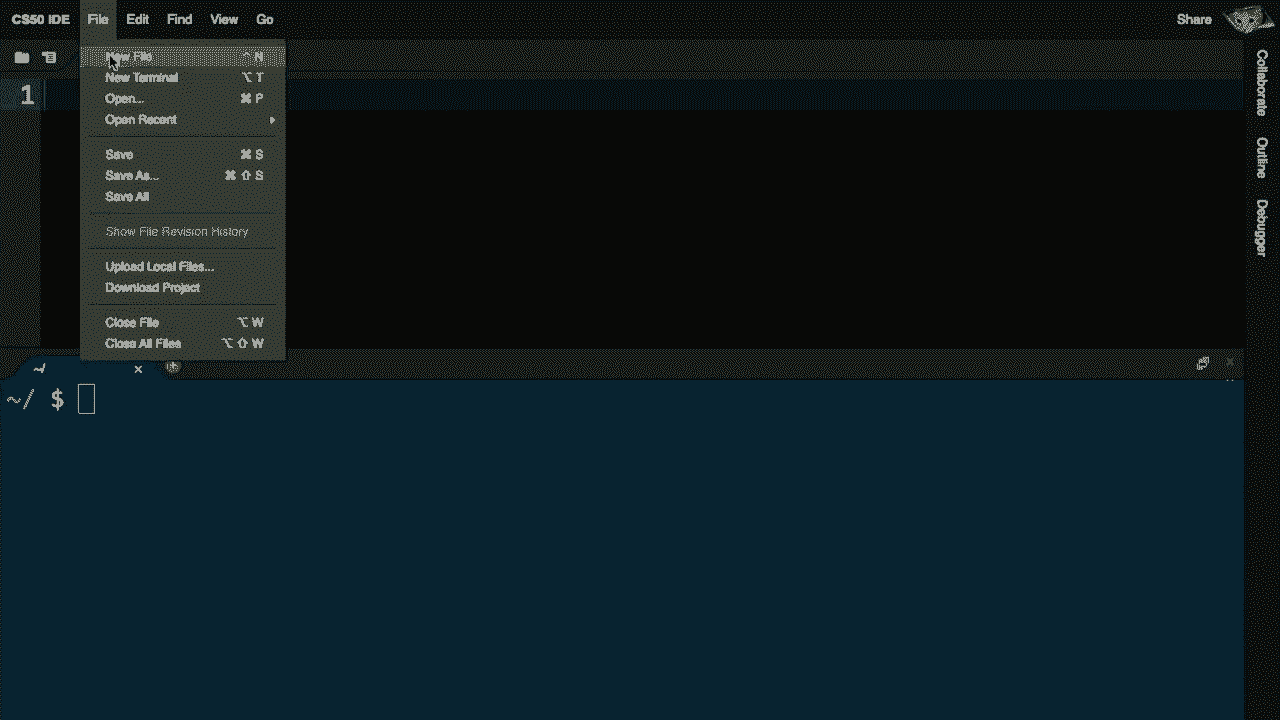 CS50 IDE File Edit Find View Go Share
New File ^ N
New Terminal ⌥ T
Open... ⌘ P
Open Recent
Save ⌘ S
Save As... ⌘ ⇧ S
Save All
Show File Revision History
Upload Local Files...
Download Project
Close File ⌥ W
Close All Files ⌥ ⇧ W
1
Collaborate
Outline
Debugger
~/
~/ $